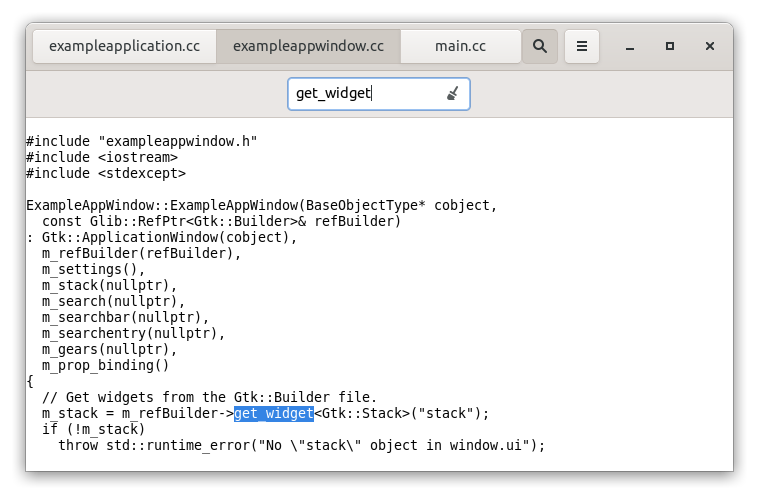 exampleapplication.cc exampleappwindow.cc main.cc
get_widget
#include "exampleappwindow.h"
#include <iostream>
#include <stdexcept>
ExampleAppWindow::ExampleAppWindow(BaseObjectType* cobject,
  const Glib::RefPtr<Gtk::Builder>& refBuilder)
: Gtk::ApplicationWindow(cobject),
  m_refBuilder(refBuilder),
  m_settings(),
  m_stack(nullptr),
  m_search(nullptr),
  m_searchbar(nullptr),
  m_searchentry(nullptr),
  m_gears(nullptr),
  m_prop_binding()
{
  // Get widgets from the Gtk::Builder file.
  m_stack = m_refBuilder->get_widget<Gtk::Stack>("stack");
  if (!m_stack)
    throw std::runtime_error("No \"stack\" object in window.ui");